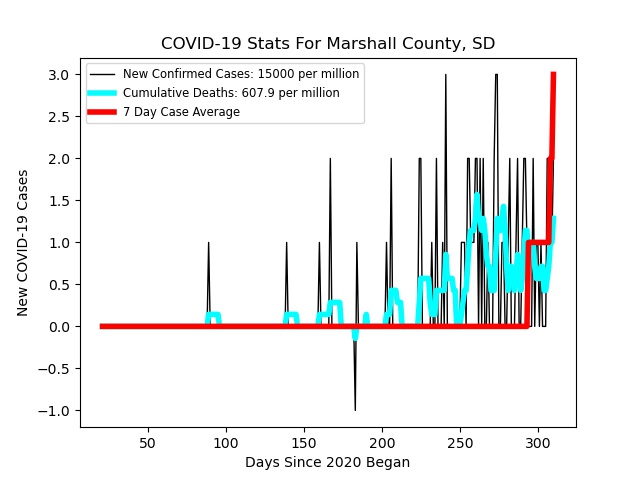 COVID-19 Stats For Marshall County, SD
New Confirmed Cases: 15000 per million
Cumulative Deaths: 607.9 per million
7 Day Case Average
New COVID-19 Cases
3.0
2.5
2.0
1.5
1.0
0.5
0.0
−0.5
−1.0
50 100 150 200 250 300
Days Since 2020 Began